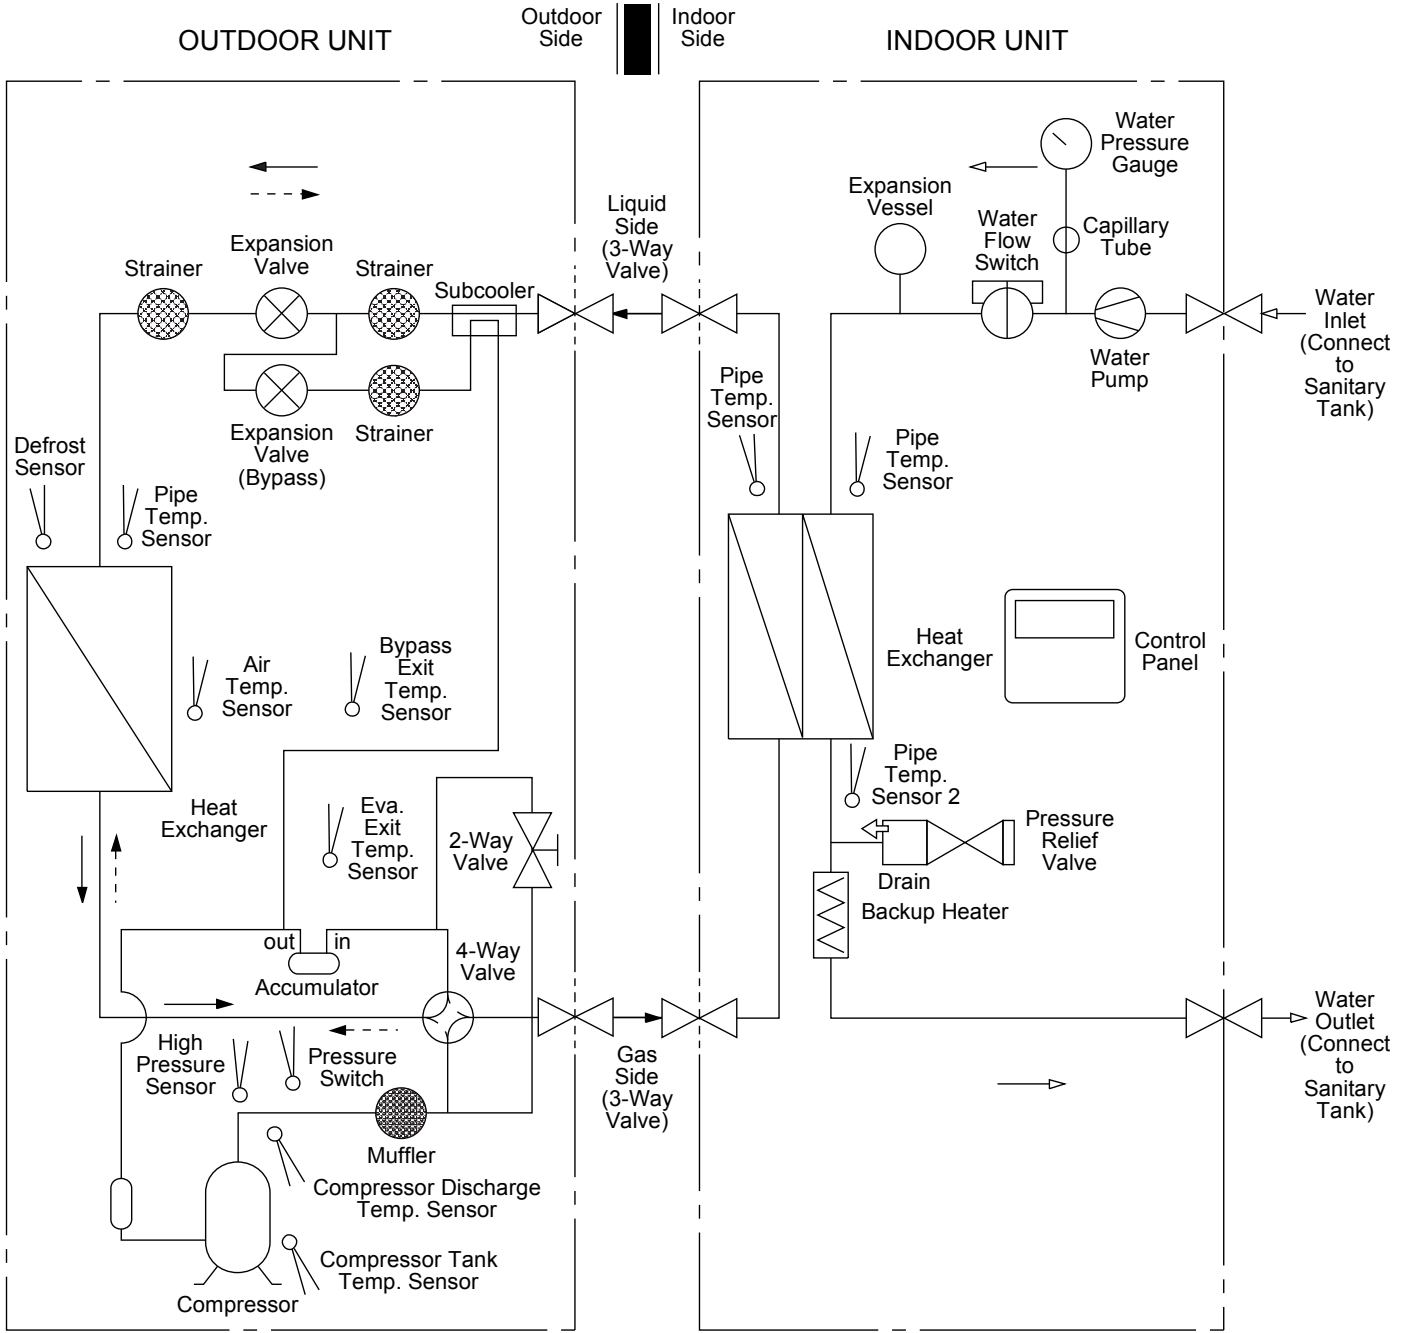 OUTDOOR UNIT
Outdoor
Side
Indoor
Side
INDOOR UNIT
Strainer
Expansion
Valve
Strainer
Subcooler
Liquid
Side
(3-Way
Valve)
Expansion
Valve
(Bypass)
Strainer
Defrost
Sensor
Pipe
Temp.
Sensor
Air
Temp.
Sensor
Bypass
Exit
Temp.
Sensor
Heat
Exchanger
Eva.
Exit
Temp.
Sensor
2-Way
Valve
out
in
Accumulator
4-Way
Valve
High
Pressure
Sensor
Pressure
Switch
Muffler
Compressor Discharge
Temp. Sensor
Compressor Tank
Temp. Sensor
Compressor
Gas
Side
(3-Way
Valve)
Water
Pressure
Gauge
Expansion
Vessel
Water
Flow
Switch
Capillary
Tube
Water
Pump
Water
Inlet
(Connect
to
Sanitary
Tank)
Pipe
Temp.
Sensor
Pipe
Temp.
Sensor
Heat
Exchanger
Control
Panel
Pipe
Temp.
Sensor 2
Pressure
Relief
Valve
Drain
Backup Heater
Water
Outlet
(Connect
to
Sanitary
Tank)